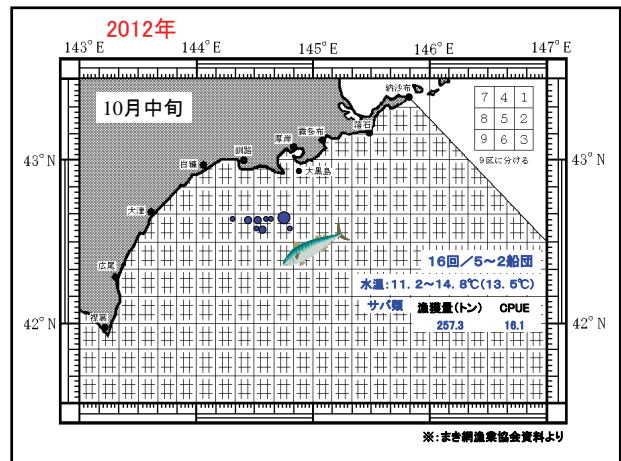 2012年
143° E 144° E 145° E 146° E 147° E
10月中旬
納沙布
7 4 1
8 5 2
9 6 3
9区に分ける
落石
霧多布
厚岸
釧路
白糠
大黒島
43° N 43° N
大津
広尾
16回/5~2船団
水温:11.2~14.8℃(13.5℃)
サバ類 漁獲量(トン) CPUE
257.3 16.1
42° N 42° N
※:まき網漁業協会資料より